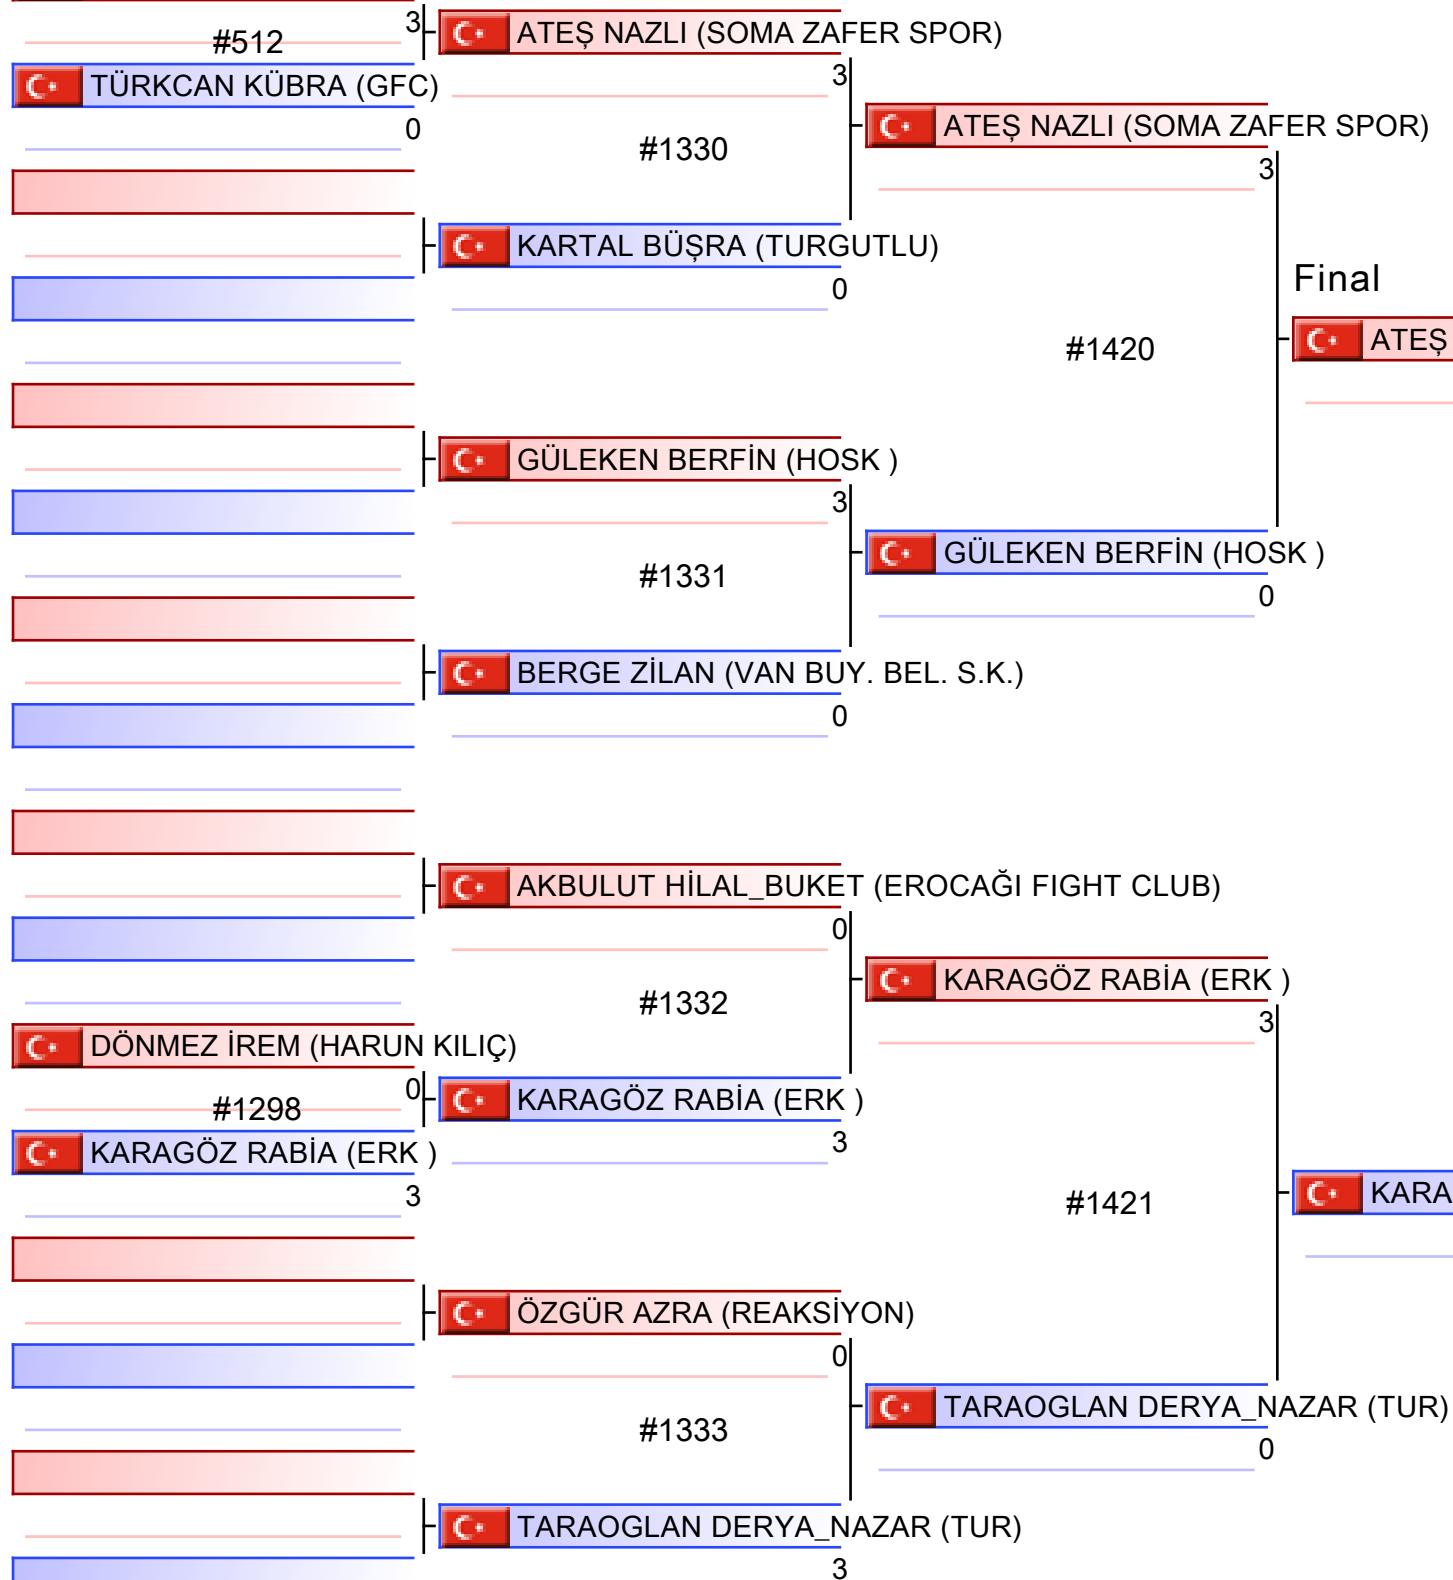 3
#512
TÜRKCAN KÜBRA (GFC)
0
ATEŞ NAZLI (SOMA ZAFER SPOR)
3
#1330
KARTAL BÜŞRA (TURGUTLU)
0
ATEŞ NAZLI (SOMA ZAFER SPOR)
3
#1420
Final
ATEŞ
GÜLEKEN BERFİN (HOSK )
3
#1331
BERGE ZİLAN (VAN BUY. BEL. S.K.)
0
GÜLEKEN BERFİN (HOSK )
0
AKBULUT HİLAL_BUKET (EROCAĞI FIGHT CLUB)
0
#1332
DÖNMEZ İREM (HARUN KILIÇ)
0
#1298
KARAGÖZ RABİA (ERK )
3
KARAGÖZ RABİA (ERK )
3
KARAGÖZ RABİA (ERK )
3
#1421
KARA
ÖZGÜR AZRA (REAKSİYON)
0
#1333
TARAOGLAN DERYA_NAZAR (TUR)
3
TARAOGLAN DERYA_NAZAR (TUR)
0